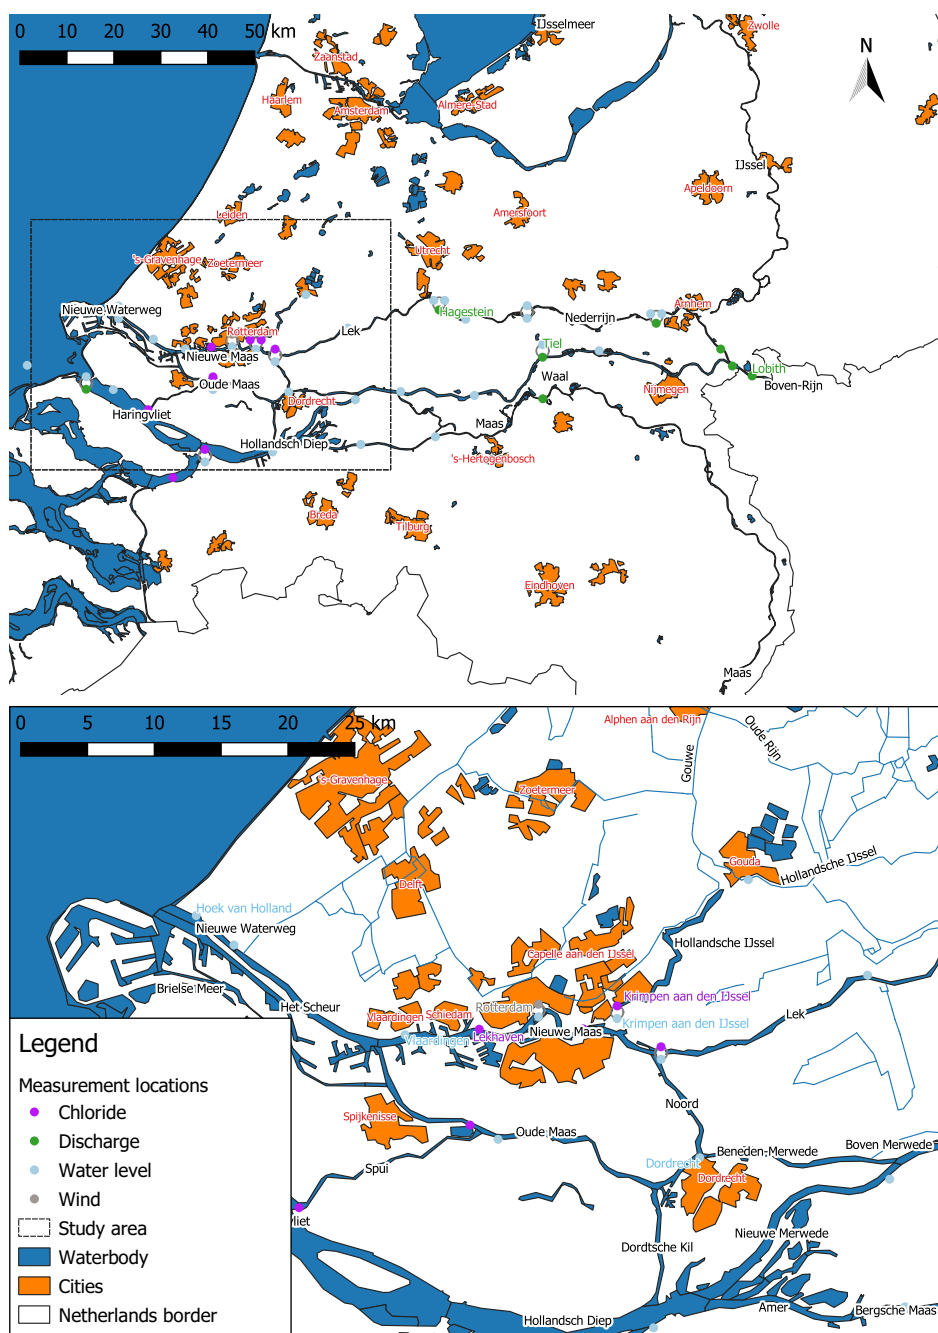 0 10 20 30 40 50 km
IJsselmeer
Zwolle
Zaanstad
N
Haarlem
Amsterdam
Almere-Stad
IJssel
Apeldoorn
Leiden
Amersfoort
Utrecht
's-Gravenhage
Zoetermeer
Nieuwe Waterweg
Hagestein
Nederrijn
Arnhem
Rotterdam
Lek
Nieuwe Maas
Tiel
Lobith
Oude Maas
Waal
Boven-Rijn
Nijmegen
Dordrecht
Haringvliet
Maas
Hollandsch Diep
's-Hertogenbosch
Breda
Tilburg
Eindhoven
Maas
0 5 10 15 20 25 km
Alphen aan den Rijn
Oude Rijn
Gouwe
's-Gravenhage
Zoetermeer
Gouda
Hollandsche IJssel
Delft
Hoek van Holland
Nieuwe Waterweg
Hollandsche IJssel
Capelle aan den IJssel
Brielse Meer
Krimpen aan den IJssel
Het Scheur
Rotterdam
Lek
Vlaardingen
Schiedam
Krimpen aan den IJssel
Nieuwe Maas
Lekhaven
Vlaardingen
Noord
Spijkenisse
Oude Maas
Boven Merwede
Beneden-Merwede
Dordrecht
Spui
Dordrecht
vliet
Nieuwe Merwede
Dordtsche Kil
Amer
Bergsche Maas
Hollandsch Diep
Legend
Measurement locations
Chloride
Discharge
Water level
Wind
Study area
Waterbody
Cities
Netherlands border